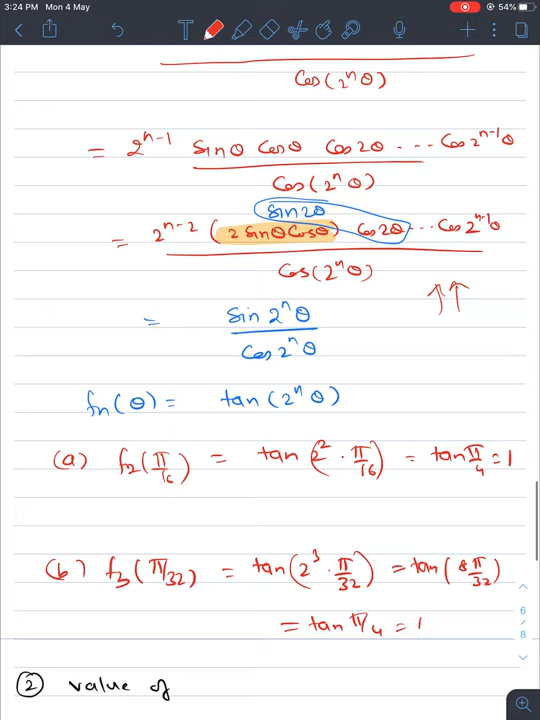 3:24 PM Mon 4 May 54%
cos(2ⁿθ)
= 2ⁿ⁻¹ sinθ cosθ cos2θ ... cos2ⁿ⁻¹θ
cos(2ⁿθ)
sin2θ
= 2ⁿ⁻² (2 sinθ cosθ) cos2θ ... cos2ⁿ⁻¹θ
cos(2ⁿθ)
= sin 2ⁿθ
cos 2ⁿθ
fn(θ) = tan(2ⁿθ)
(a) f₂(π/16) = tan(2² · π/16) = tan π/4 = 1
(b) f₃(π/32) = tan(2³ · π/32) = tan(8π/32)
= tan π/4 = 1
6
/
8
② value of